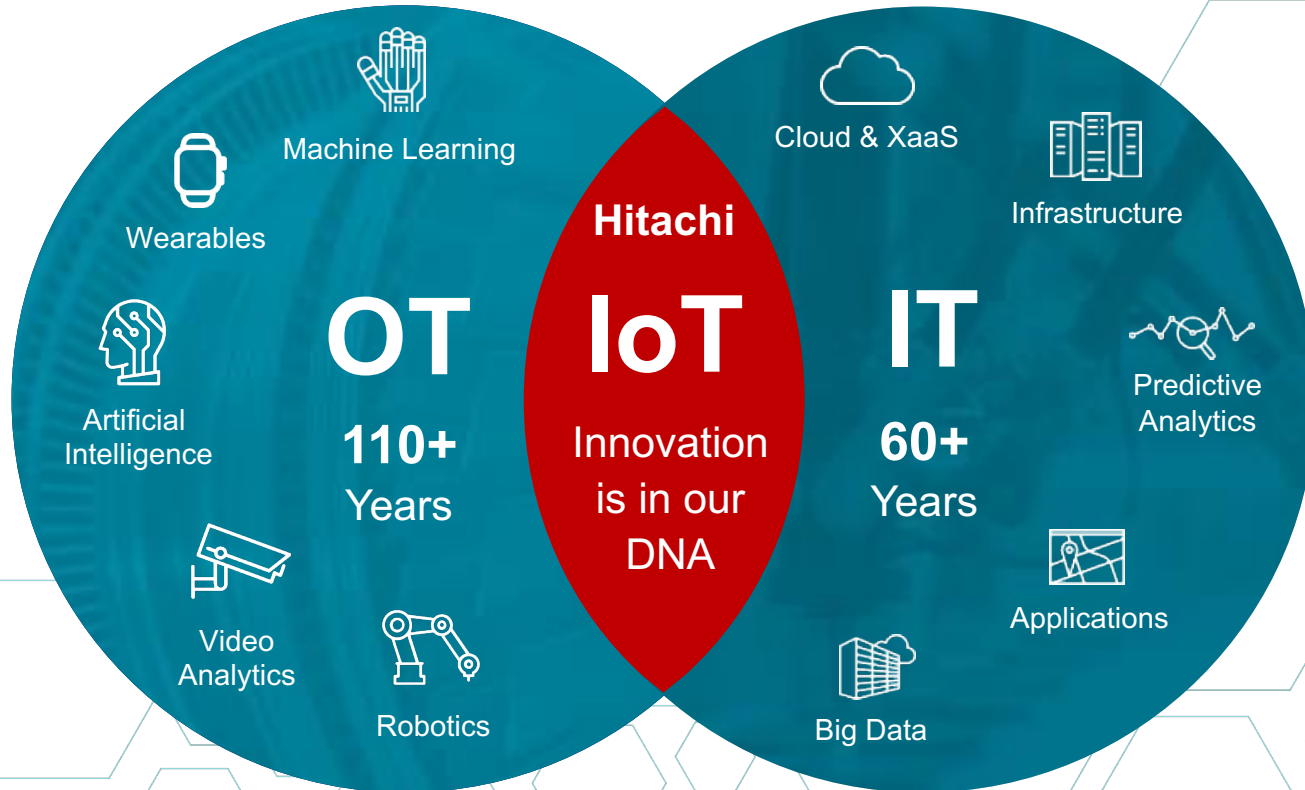 Machine Learning
Wearables
Artificial
Intelligence
Video
Analytics
Robotics
OT
110+
Years
Hitachi
IoT
Innovation
is in our
DNA
IT
60+
Years
Cloud & XaaS
Infrastructure
Predictive
Analytics
Applications
Big Data